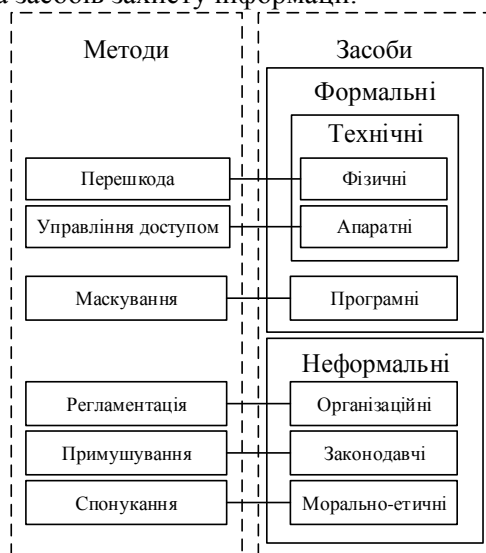 а засобів захисту інформації.
Методи
Засоби
Формальні
Технічні
Перешкода
Фізичні
Управління доступом
Апаратні
Маскування
Програмні
Неформальні
Регламентація
Організаційні
Примушування
Законодавчі
Спонукання
Морально-етичні